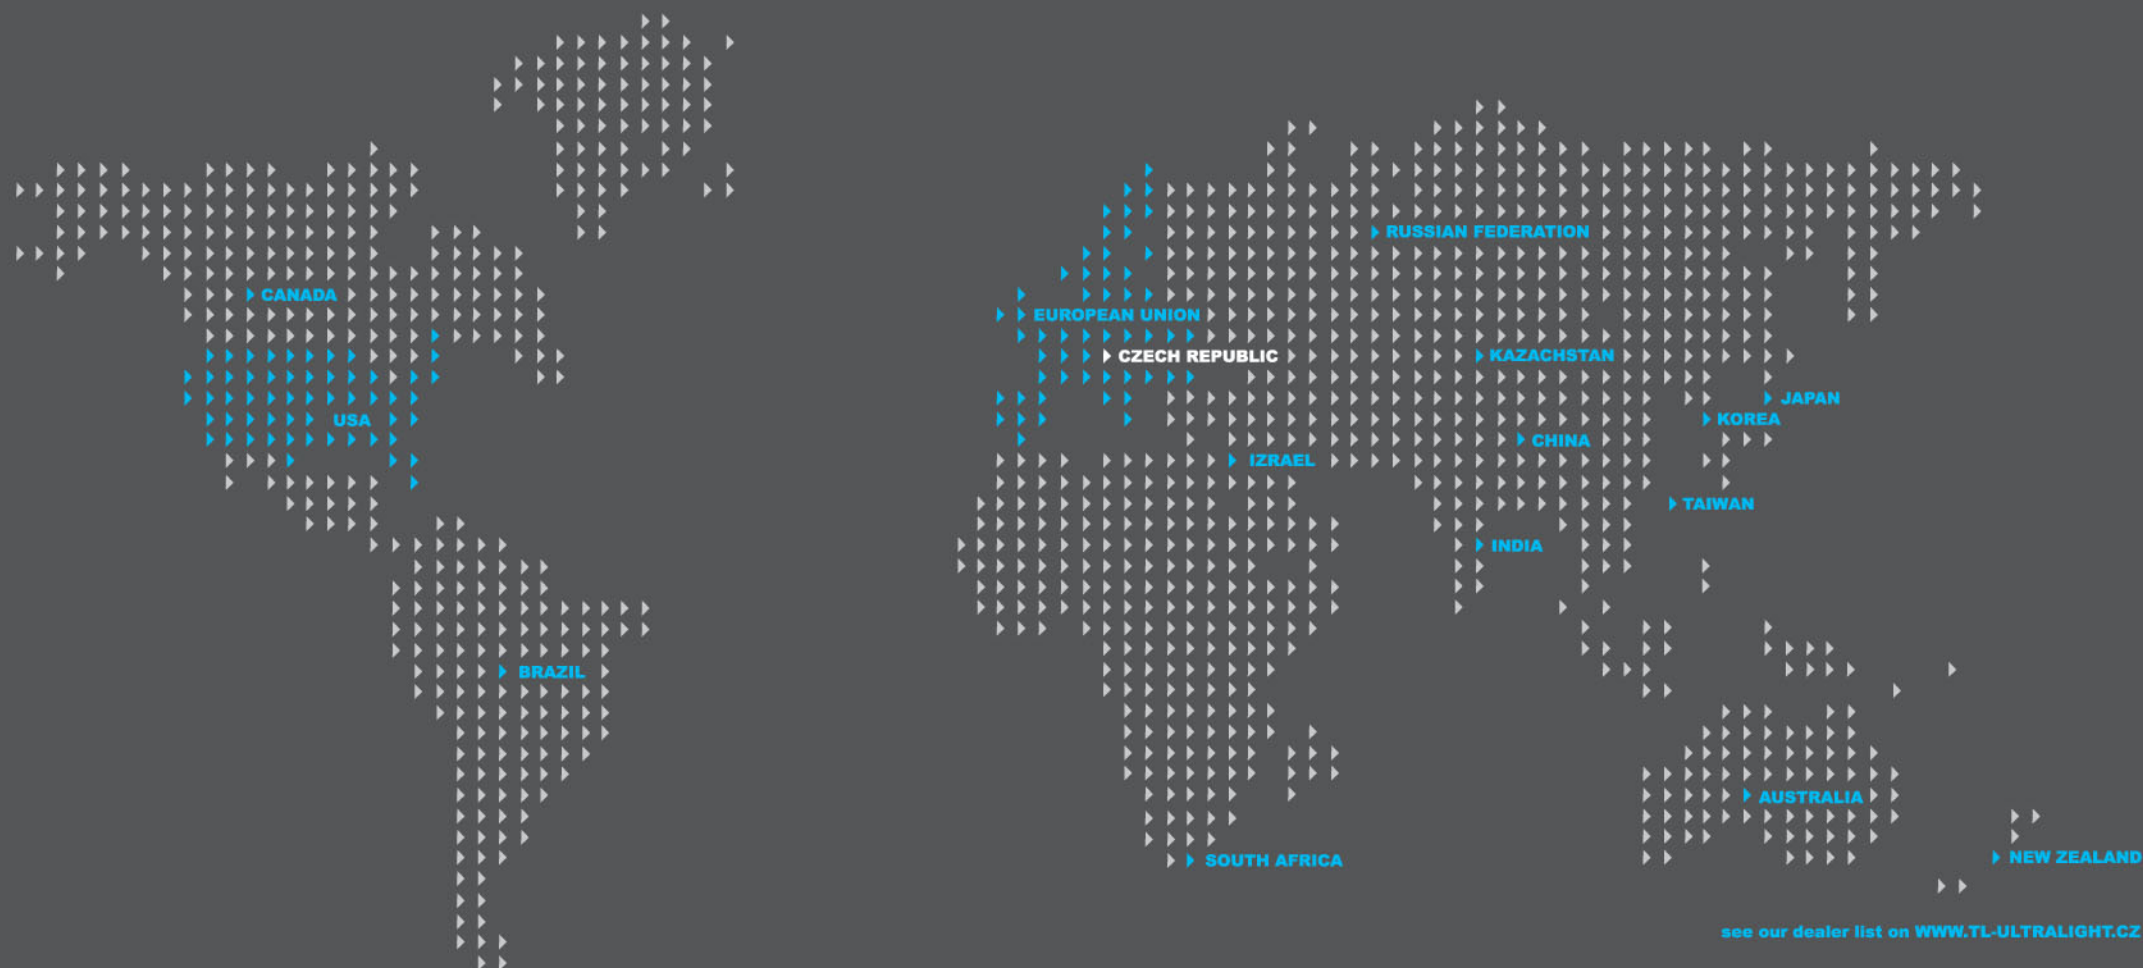 RUSSIAN FEDERATION
CANADA
EUROPEAN UNION
CZECH REPUBLIC
KAZACHSTAN
JAPAN
USA
KOREA
CHINA
IZRAEL
TAIWAN
INDIA
BRAZIL
AUSTRALIA
NEW ZEALAND
SOUTH AFRICA
see our dealer list on WWW.TL-ULTRALIGHT.CZ